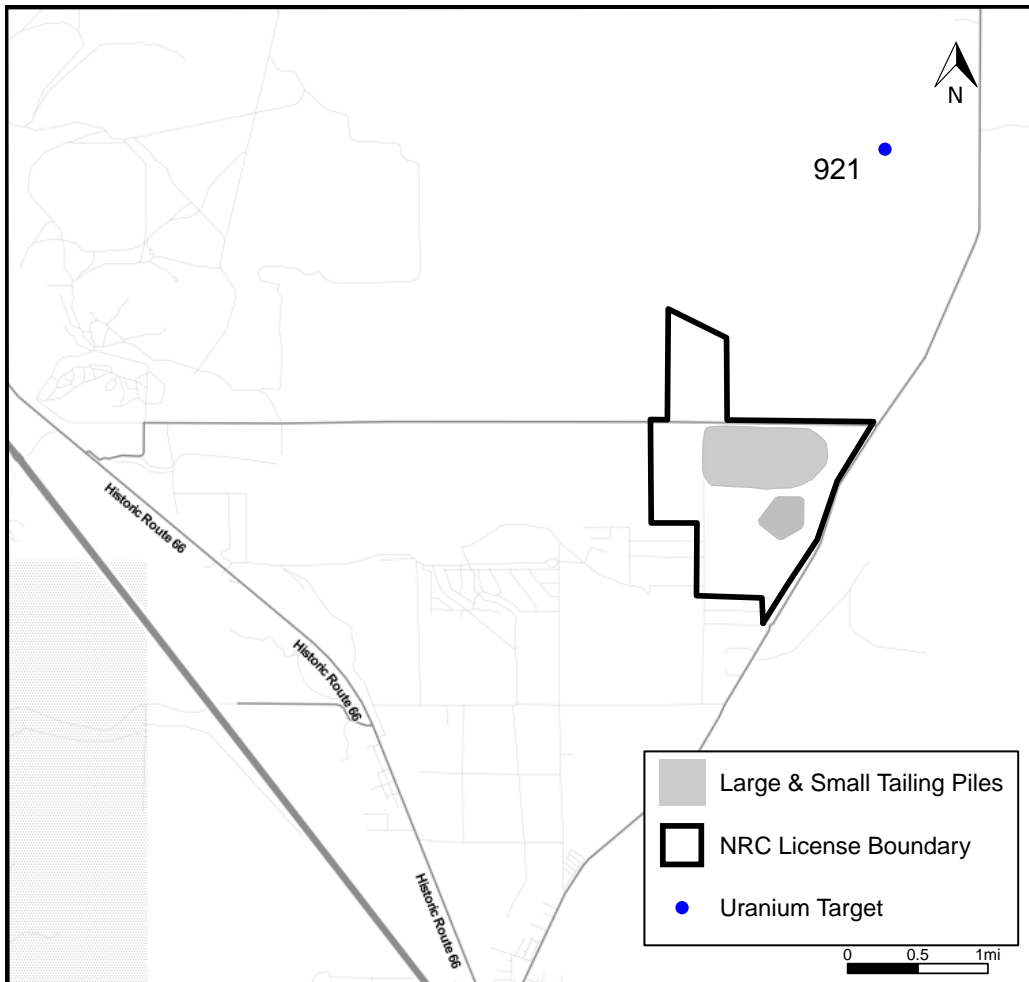 N
921
Historic Route 66
Historic Route 66
Historic Route 66
Large & Small Tailing Piles
NRC License Boundary
Uranium Target
0 0.5 1mi